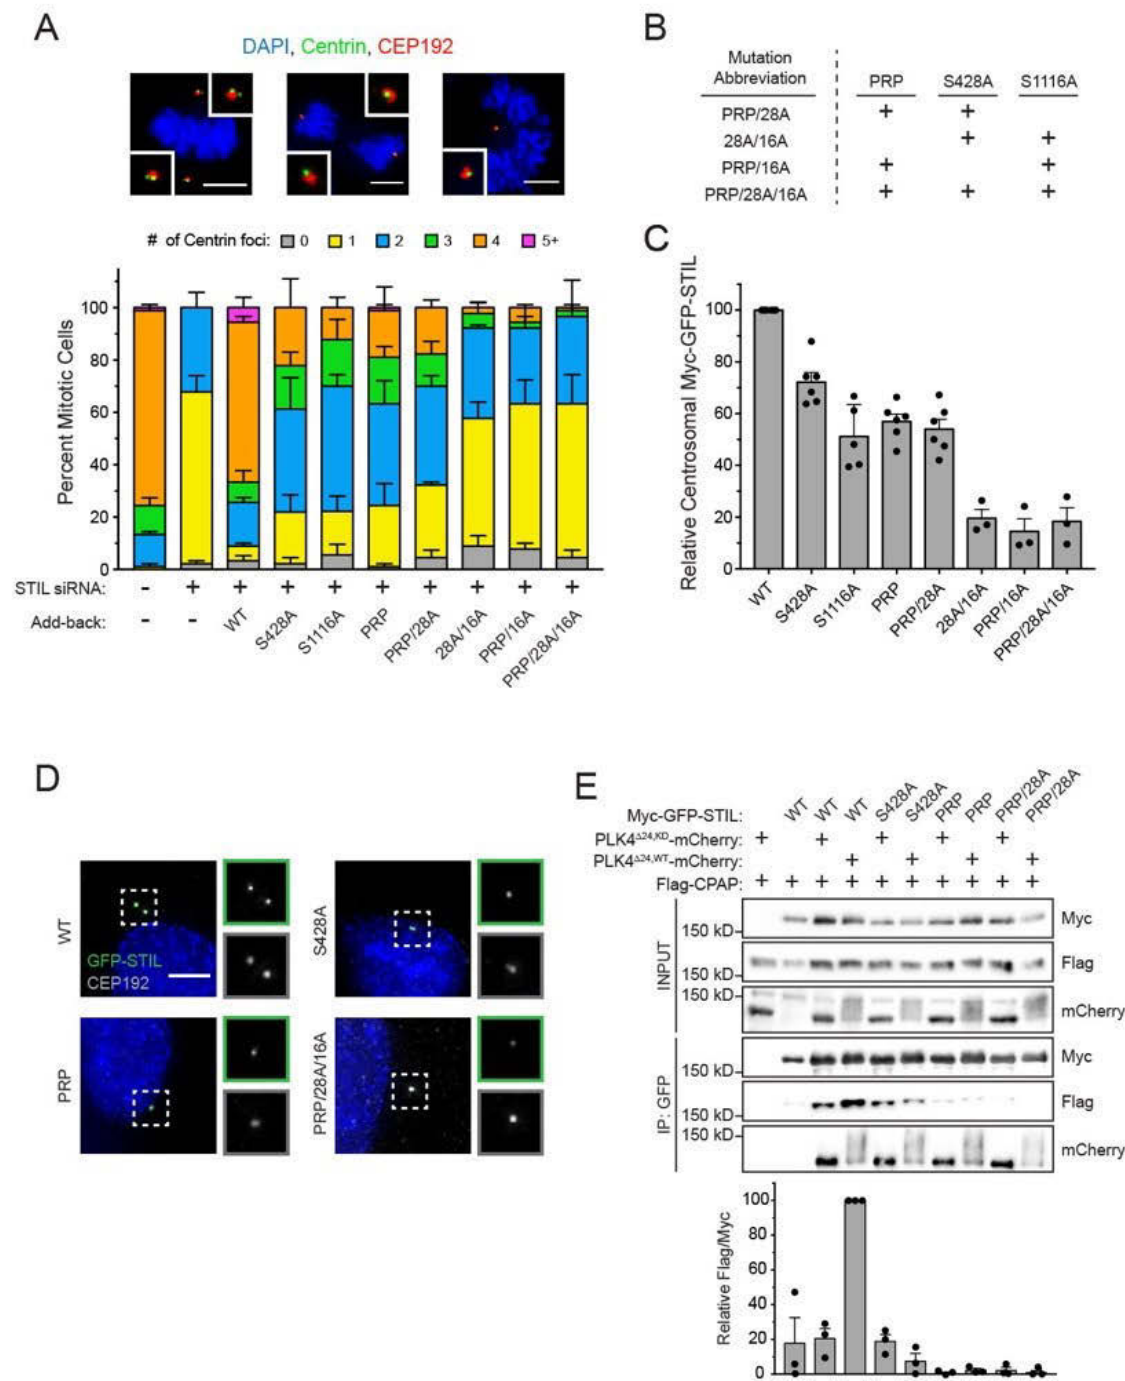 A
DAPI, Centrin, CEP192
# of Centrin foci: 0 1 2 3 4 5+
Percent Mitotic Cells
100
80
60
40
20
0
STIL siRNA: - + + + + + + + + +
Add-back: - - WT S428A S1116A PRP PRP/28A 28A/16A PRP/16A PRP/28A/16A
B
Mutation
Abbreviation PRP S428A S1116A
PRP/28A + +
28A/16A + +
PRP/16A + +
PRP/28A/16A + + +
C
Relative Centrosomal Myc-GFP-STIL
100
80
60
40
20
0
WT S428A S1116A PRP PRP/28A 28A/16A PRP/16A PRP/28A/16A
D
WT
GFP-STIL
CEP192
S428A
PRP
PRP/28A/16A
E
Myc-GFP-STIL: WT WT WT S428A S428A PRP PRP PRP/28A PRP/28A
PLK4Δ24,KD-mCherry: + + + + +
PLK4Δ24,WT-mCherry: + + + +
Flag-CPAP: + + + + + + + + + +
INPUT
150 kD Myc
150 kD Flag
150 kD mCherry
IP: GFP
150 kD Myc
150 kD Flag
150 kD mCherry
Relative Flag/Myc
100
80
60
40
20
0